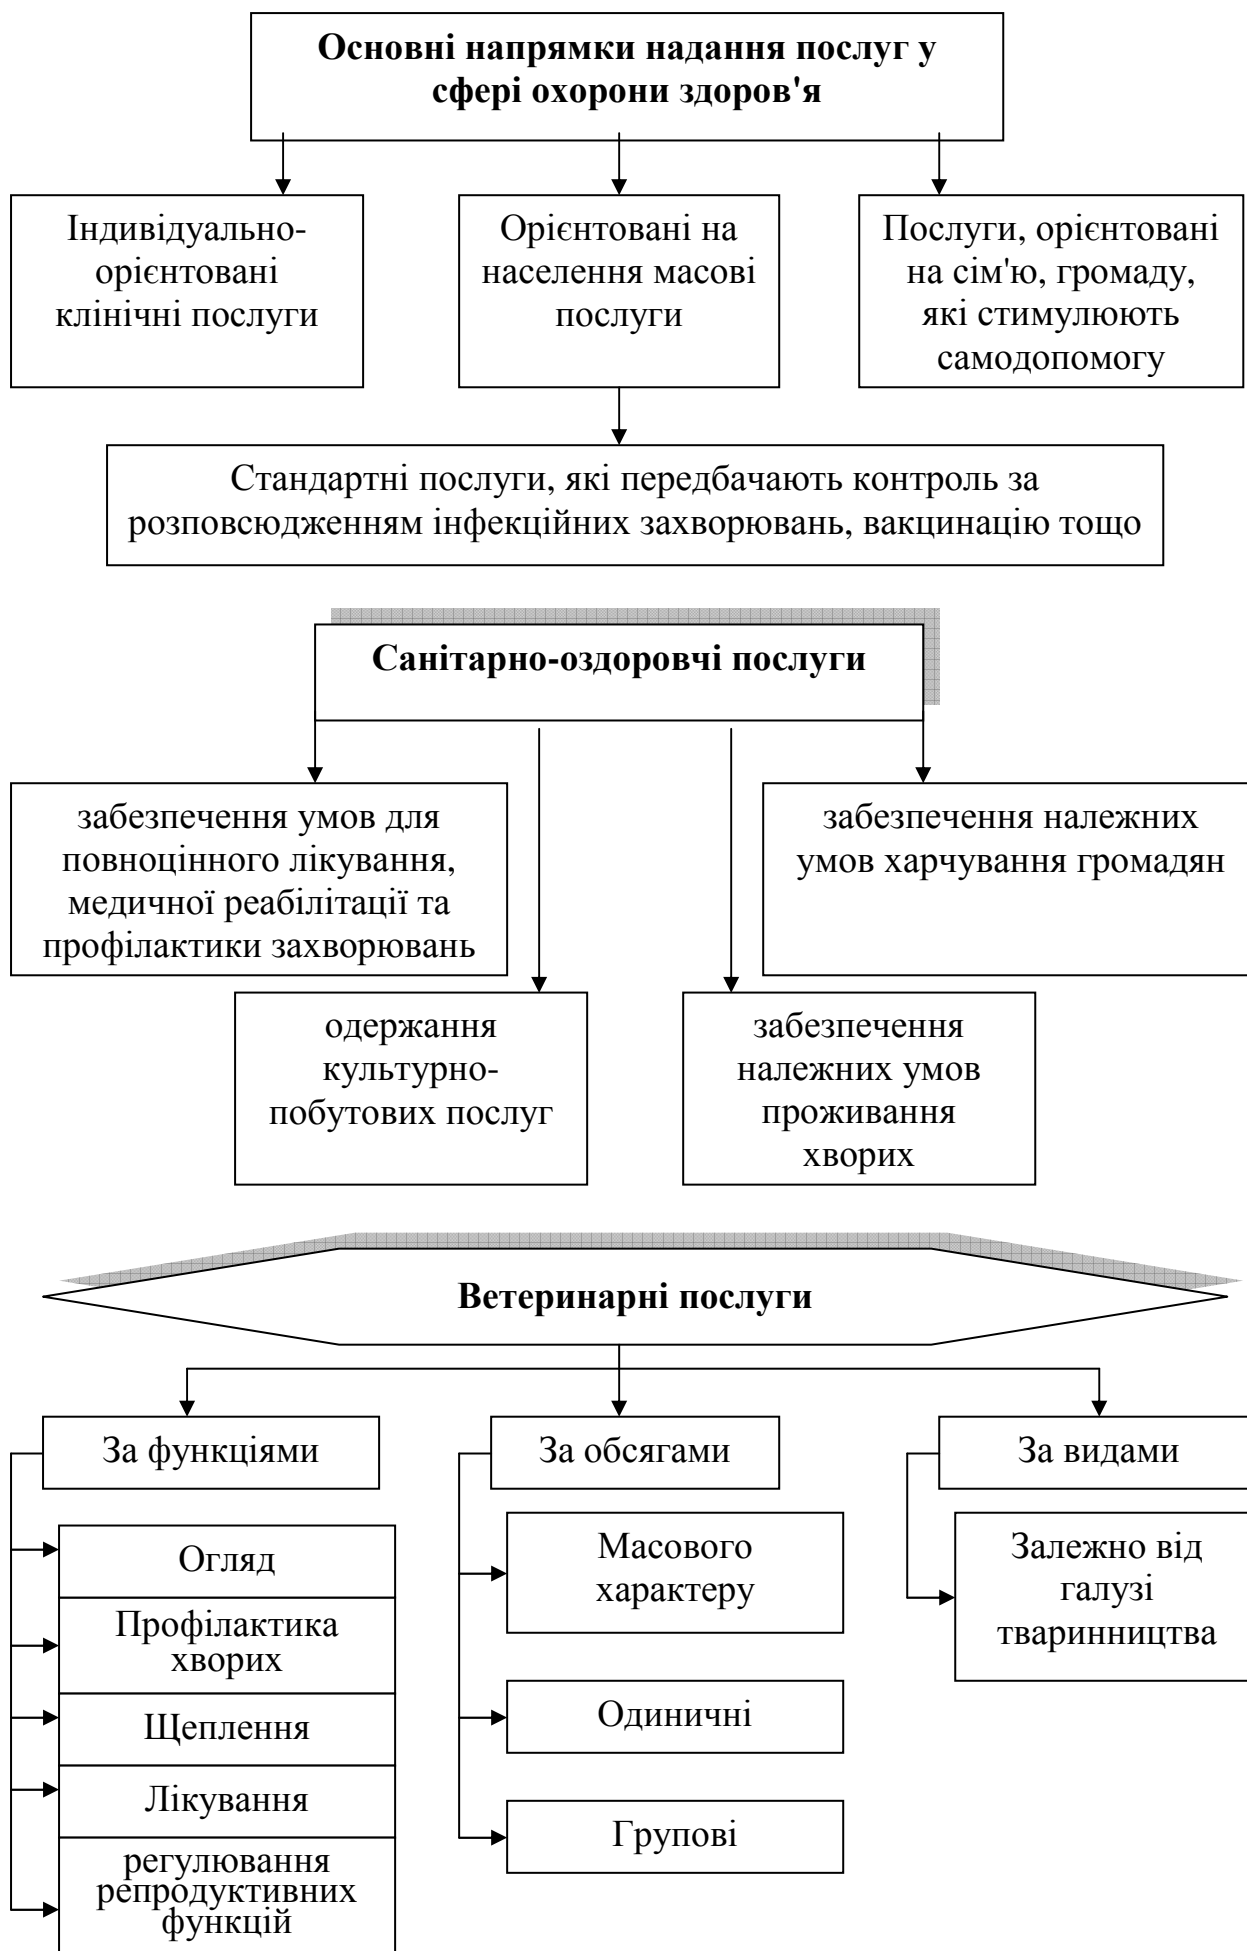 Основні напрямки надання послуг у
сфері охорони здоров'я
Індивідуально-
орієнтовані
клінічні послуги
Орієнтовані на
населення масові
послуги
Послуги, орієнтовані
на сім'ю, громаду,
які стимулюють
самодопомогу
Стандартні послуги, які передбачають контроль за
розповсюдженням інфекційних захворювань, вакцинацію тощо
Санітарно-оздоровчі послуги
забезпечення умов для
повноцінного лікування,
медичної реабілітації та
профілактики захворювань
забезпечення належних
умов харчування громадян
одержання
культурно-
побутових послуг
забезпечення
належних умов
проживання
хворих
Ветеринарні послуги
За функціями
Огляд
Профілактика
хворих
Щеплення
Лікування
регулювання
репродуктивних
функцій
За обсягами
Масового
характеру
Одиничні
Групові
За видами
Залежно від
галузі
тваринництва